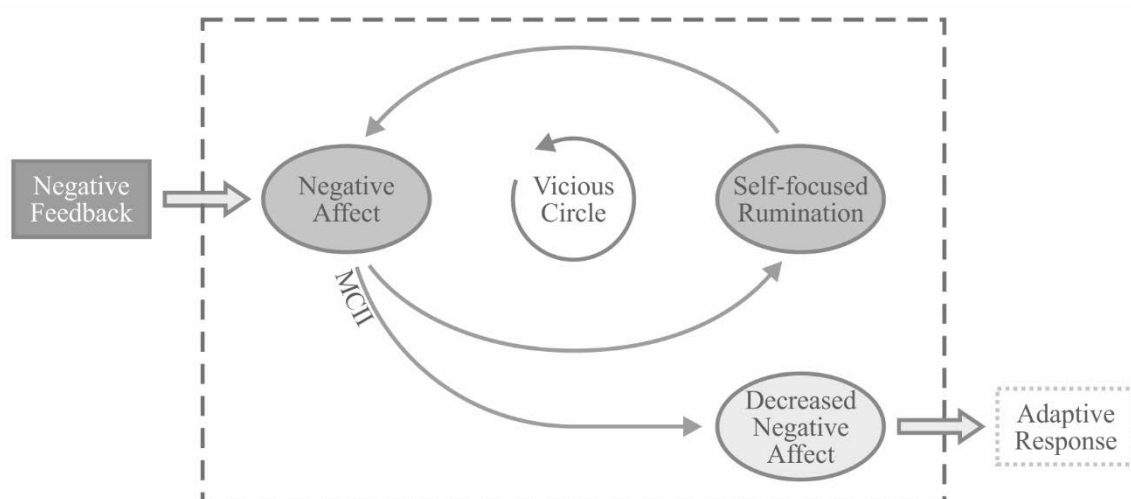 Negative
Feedback
Negative
Affect
Vicious
Circle
Self-focused
Rumination
MCII
Decreased
Negative
Affect
Adaptive
Response